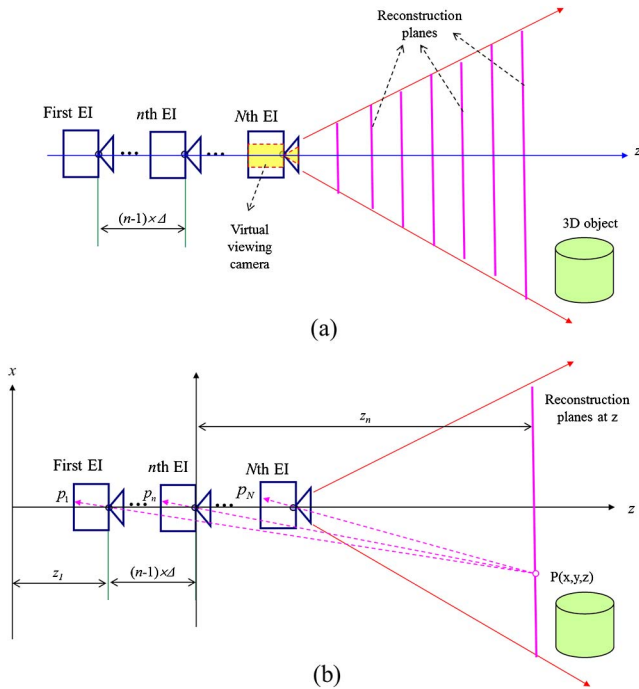 Reconstruction
planes
First EI
nth EI
Nth EI
z
(n-1)×Δ
Virtual
viewing
camera
3D object
(a)
x
z_n
Reconstruction
planes at z
First EI
nth EI
Nth EI
p_1
p_n
p_N
z
z_1
(n-1)×Δ
P(x,y,z)
(b)